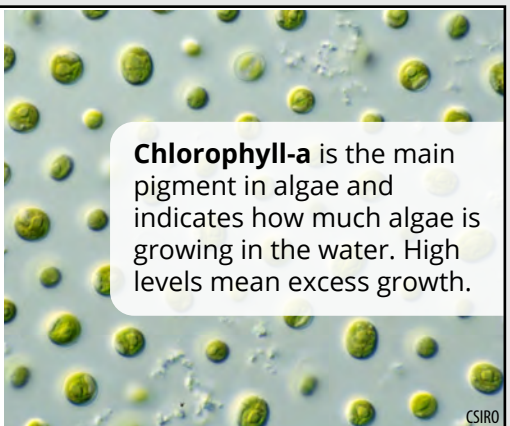 Chlorophyll-a is the main
pigment in algae and
indicates how much algae is
growing in the water. High
levels mean excess growth.
CSIRO